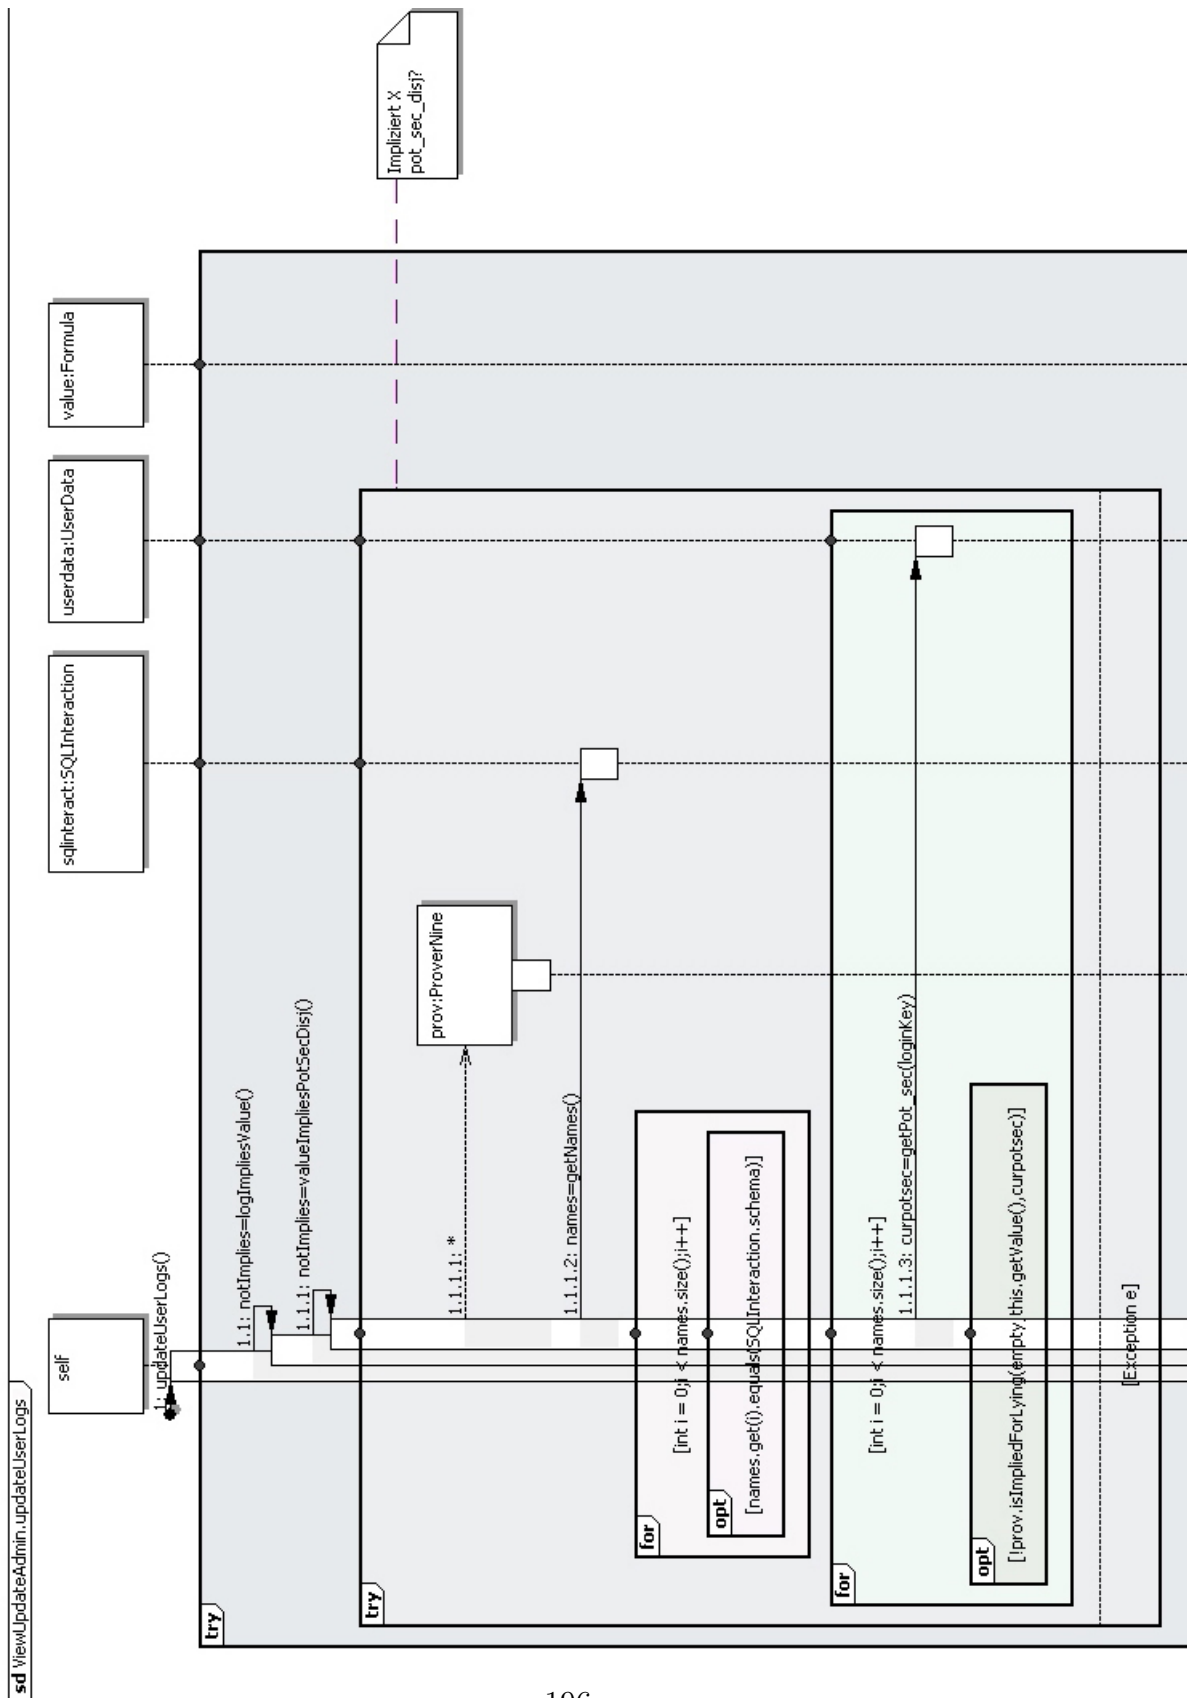 sd ViewUpdateAdmin.updateUserLogs
self
sqlinteract:SQLInteraction
userdata:UserData
value:Formula
1: updateUserLogs()
try
1.1: notImplies=logImpliesValue()
1.1.1: notImplies=valueImpliesPotSecDisj()
try
Impliziert X
pot_sec_disj?
prov:ProverNine
1.1.1.1: *
1.1.1.2: names=getNames()
for
[int i = 0;i < names.size();i++]
opt
[names.get(i).equals(SQLInteraction.schema)]
for
[int i = 0;i < names.size();i++]
1.1.1.3: curpotsec=getPot_sec(loginKey)
opt
[!prov.isImpliedForLying(empty,this.getValue(),curpotsec)]
[Exception e]